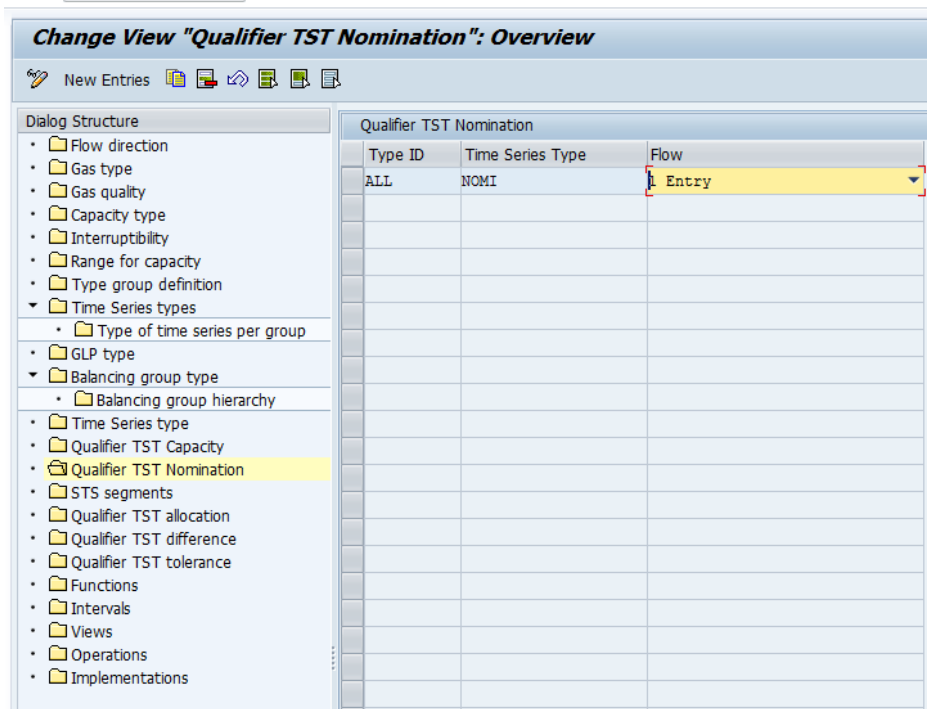 Change View "Qualifier TST Nomination": Overview
New Entries
Dialog Structure
Flow direction
Gas type
Gas quality
Capacity type
Interruptibility
Range for capacity
Type group definition
Time Series types
Type of time series per group
GLP type
Balancing group type
Balancing group hierarchy
Time Series type
Qualifier TST Capacity
Qualifier TST Nomination
STS segments
Qualifier TST allocation
Qualifier TST difference
Qualifier TST tolerance
Functions
Intervals
Views
Operations
Implementations
Qualifier TST Nomination
Type ID Time Series Type Flow
ALL NOMI 1 Entry